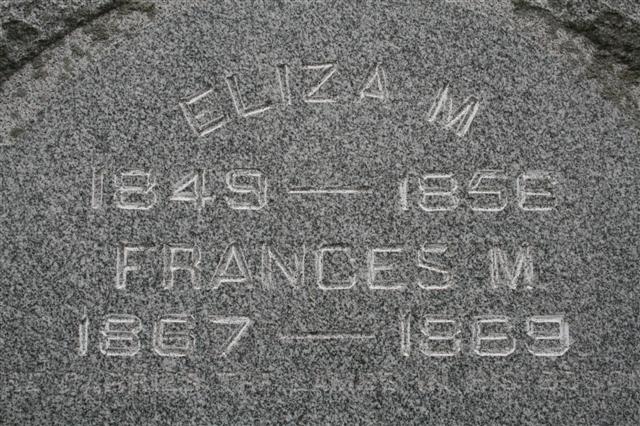 ELIZA M
1849 — 1856
FRANCES M
1867 — 1869